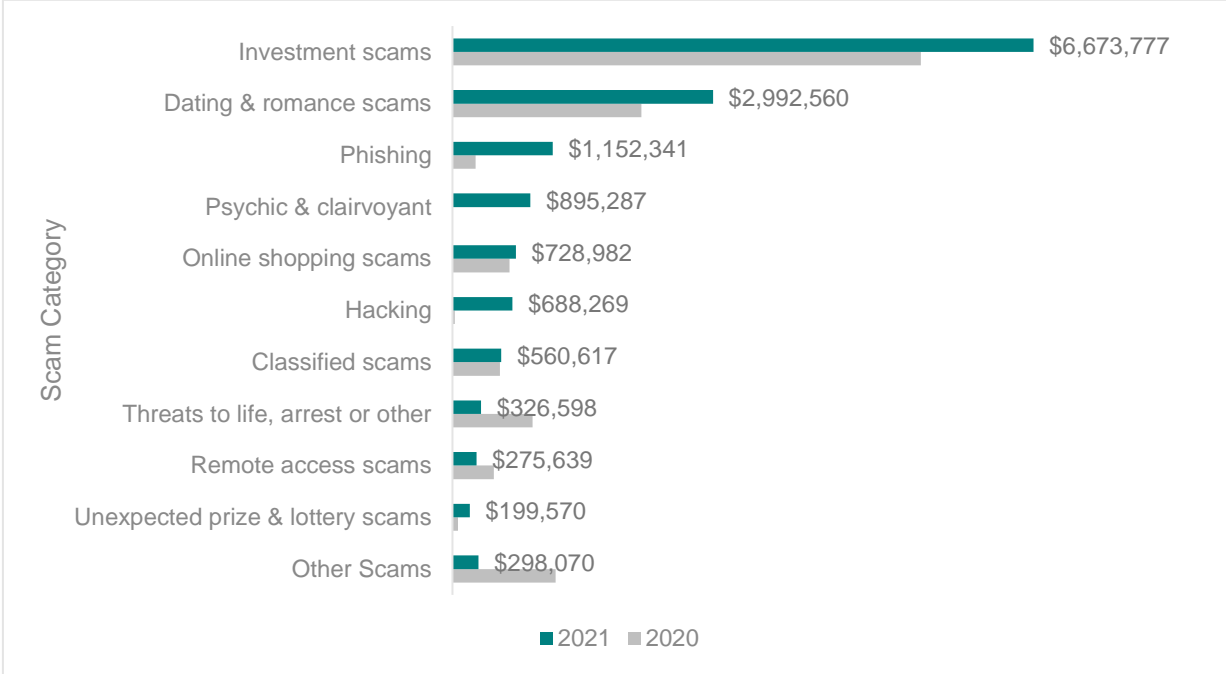 Investment scams
$6,673,777
Dating & romance scams
$2,992,560
Phishing
$1,152,341
Psychic & clairvoyant
$895,287
Online shopping scams
$728,982
Hacking
$688,269
Classified scams
$560,617
Threats to life, arrest or other
$326,598
Remote access scams
$275,639
Unexpected prize & lottery scams
$199,570
Other Scams
$298,070
Scam Category
2021
2020